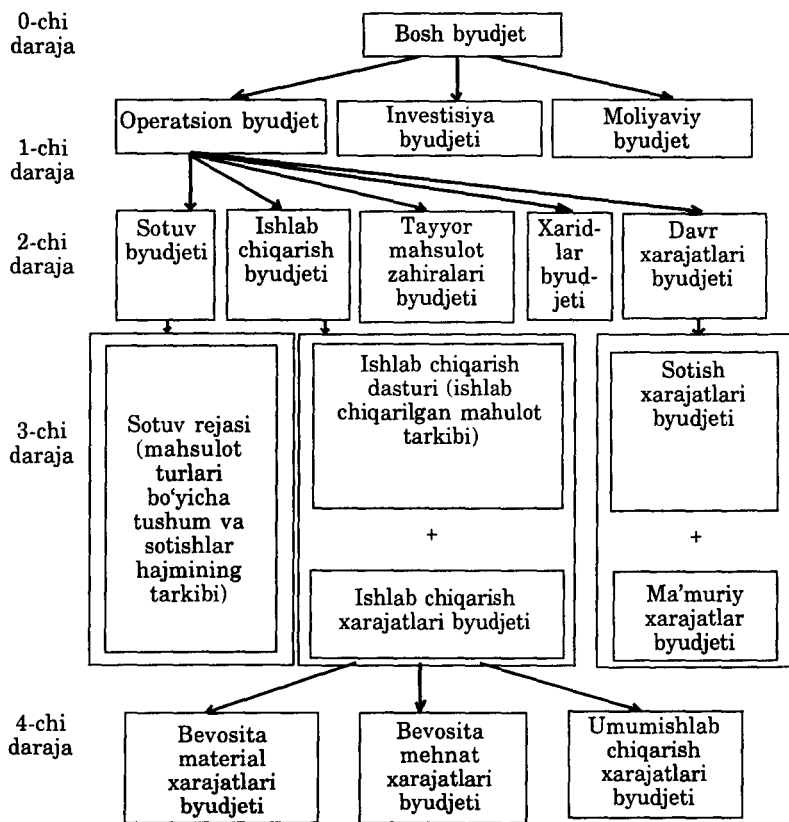 0-chi
daraja
Bosh byudjet
Operatsion byudjet
Investisiya
byudjeti
Moliyaviy
byudjet
1-chi
daraja
2-chi
daraja
Sotuv
byudjeti
Ishlab
chiqarish
byudjeti
Tayyor
mahsulot
zahiralari
byudjeti
Xarid-
lar
byud-
jeti
Davr
xarajatlari
byudjeti
3-chi
daraja
Sotuv rejasi
(mahsulot
turlari
bo‘yicha
tushum va
sotishlar
hajmining
tarkibi)
Ishlab chiqarish
dasturi (ishlab
chiqarilgan mahulot
tarkibi)
+
Ishlab chiqarish
xarajatlari byudjeti
Sotish
xarajatlari
byudjeti
+
Ma’muriy
xarajatlar
byudjeti
4-chi
daraja
Bevosita
material
xarajatlari
byudjeti
Bevosita
mehnat
xarajatlari
byudjeti
Umumishlab
chiqarish
xarajatlari
byudjeti